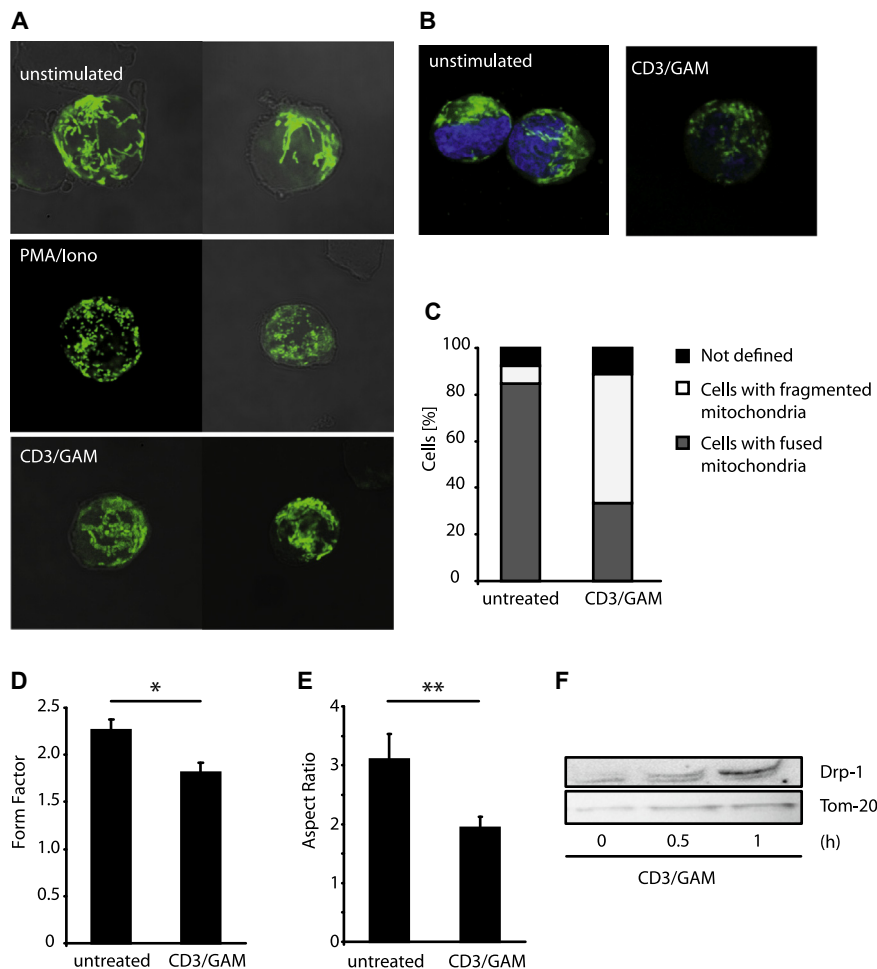 A
unstimulated
PMA/Iono
CD3/GAM
B
unstimulated
CD3/GAM
C
Cells [%]
100
80
60
40
20
0
untreated
CD3/GAM
Not defined
Cells with fragmented
mitochondria
Cells with fused
mitochondria
D
*
Form Factor
2.5
2.0
1.5
1.0
0.5
0
untreated
CD3/GAM
E
**
Aspect Ratio
4
3
2
1
0
untreated
CD3/GAM
F
Drp-1
Tom-20
0
0.5
1
(h)
CD3/GAM